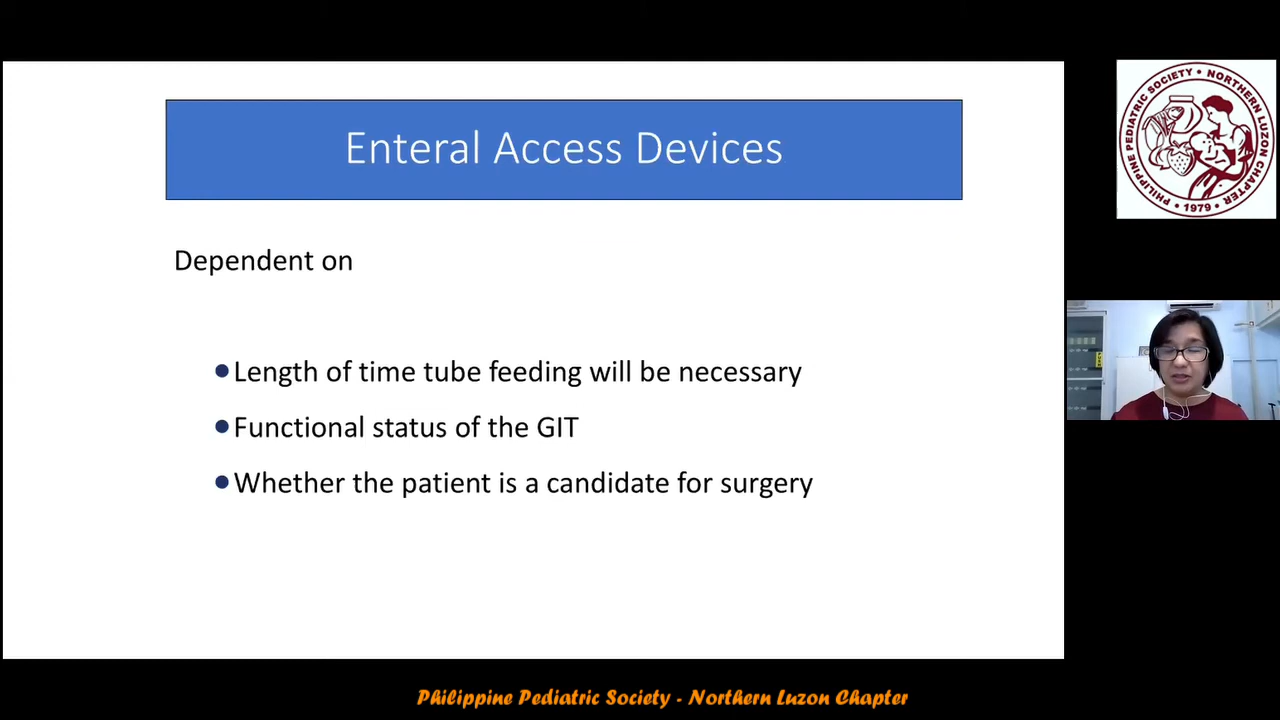 Enteral Access Devices
Dependent on
Length of time tube feeding will be necessary
Functional status of the GIT
Whether the patient is a candidate for surgery
PHILIPPINE PEDIATRIC SOCIETY • NORTHERN LUZON CHAPTER
• 1979 •
Philippine Pediatric Society - Northern Luzon Chapter